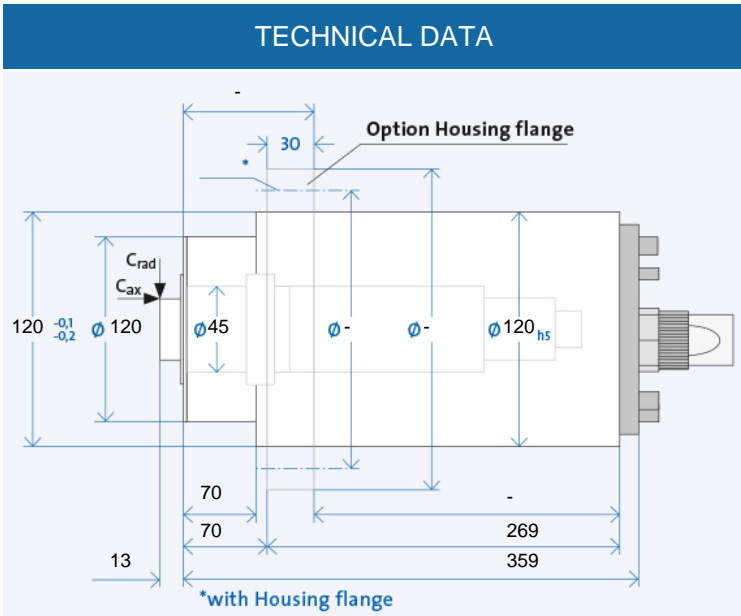 TECHNICAL DATA
-
30
Option Housing flange
*
Crad
Cax
120 -0,1 -0,2
Ø 120
Ø45
Ø-
Ø-
Ø120 h5
70
-
70
269
13
359
*with Housing flange